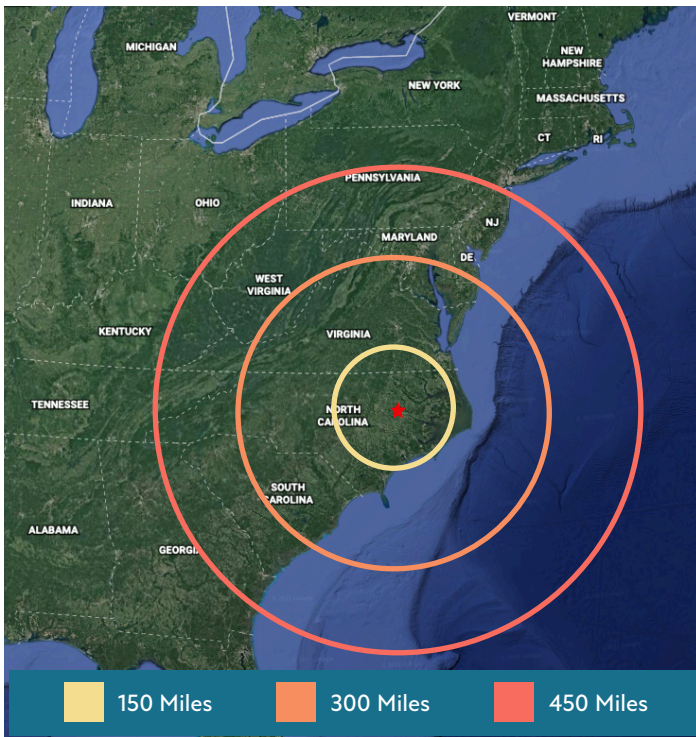 VERMONT
MICHIGAN
NEW
HAMPSHIRE
NEW YORK
MASSACHUSETTS
CT
RI
PENNSYLVANIA
INDIANA
OHIO
NJ
MARYLAND
DE
WEST
VIRGINIA
KENTUCKY
VIRGINIA
TENNESSEE
NORTH
CAROLINA
SOUTH
CAROLINA
ALABAMA
GEORGIA
150 Miles
300 Miles
450 Miles